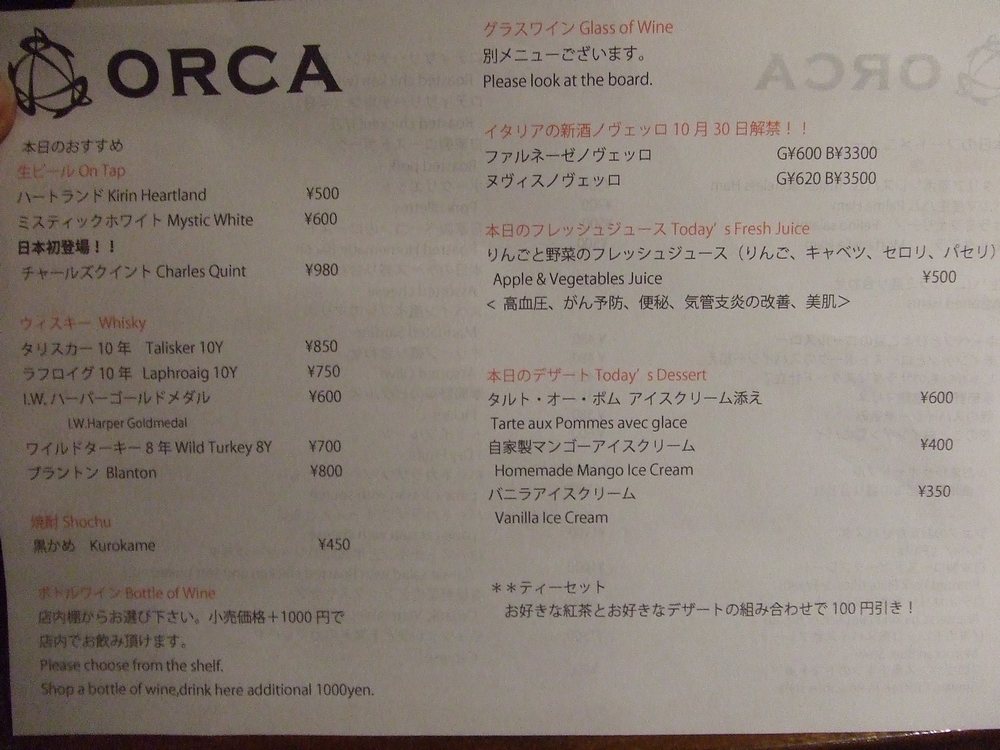 ORCA
本日のおすすめ
生ビール On Tap
ハートランド Kirin Heartland ¥500
ミスティックホワイト Mystic White ¥600
日本初登場！！
チャールズクイント Charles Quint ¥980
ウィスキー Whisky
タリスカー 10 年 Talisker 10Y ¥850
ラフロイグ 10 年 Laphroaig 10Y ¥750
I.W. ハーパーゴールドメダル ¥600
I.W.Harper Goldmedal
ワイルドターキー 8 年 Wild Turkey 8Y ¥700
ブラントン Blanton ¥800
焼酎 Shochu
黒かめ Kurokame ¥450
ボトルワイン Bottle of Wine
店内棚からお選び下さい。小売価格＋1000 円で
店内でお飲み頂けます。
Please choose from the shelf.
Shop a bottle of wine,drink here additional 1000yen.
グラスワイン Glass of Wine
別メニューございます。
Please look at the board.
イタリアの新酒ノヴェッロ 10 月 30 日解禁！！
ファルネーゼノヴェッロ G¥600 B¥3300
ヌヴィスノヴェッロ G¥620 B¥3500
本日のフレッシュジュース Today's Fresh Juice
りんごと野菜のフレッシュジュース（りんご、キャベツ、セロリ、パセリ）
Apple & Vegetables Juice ¥500
< 高血圧、がん予防、便秘、気管支炎の改善、美肌＞
本日のデザート Today's Dessert
タルト・オー・ポム アイスクリーム添え ¥600
Tarte aux Pommes avec glace
自家製マンゴーアイスクリーム ¥400
Homemade Mango Ice Cream
バニラアイスクリーム ¥350
Vanilla Ice Cream
＊＊ティーセット
お好きな紅茶とお好きなデザートの組み合わせで 100 円引き！